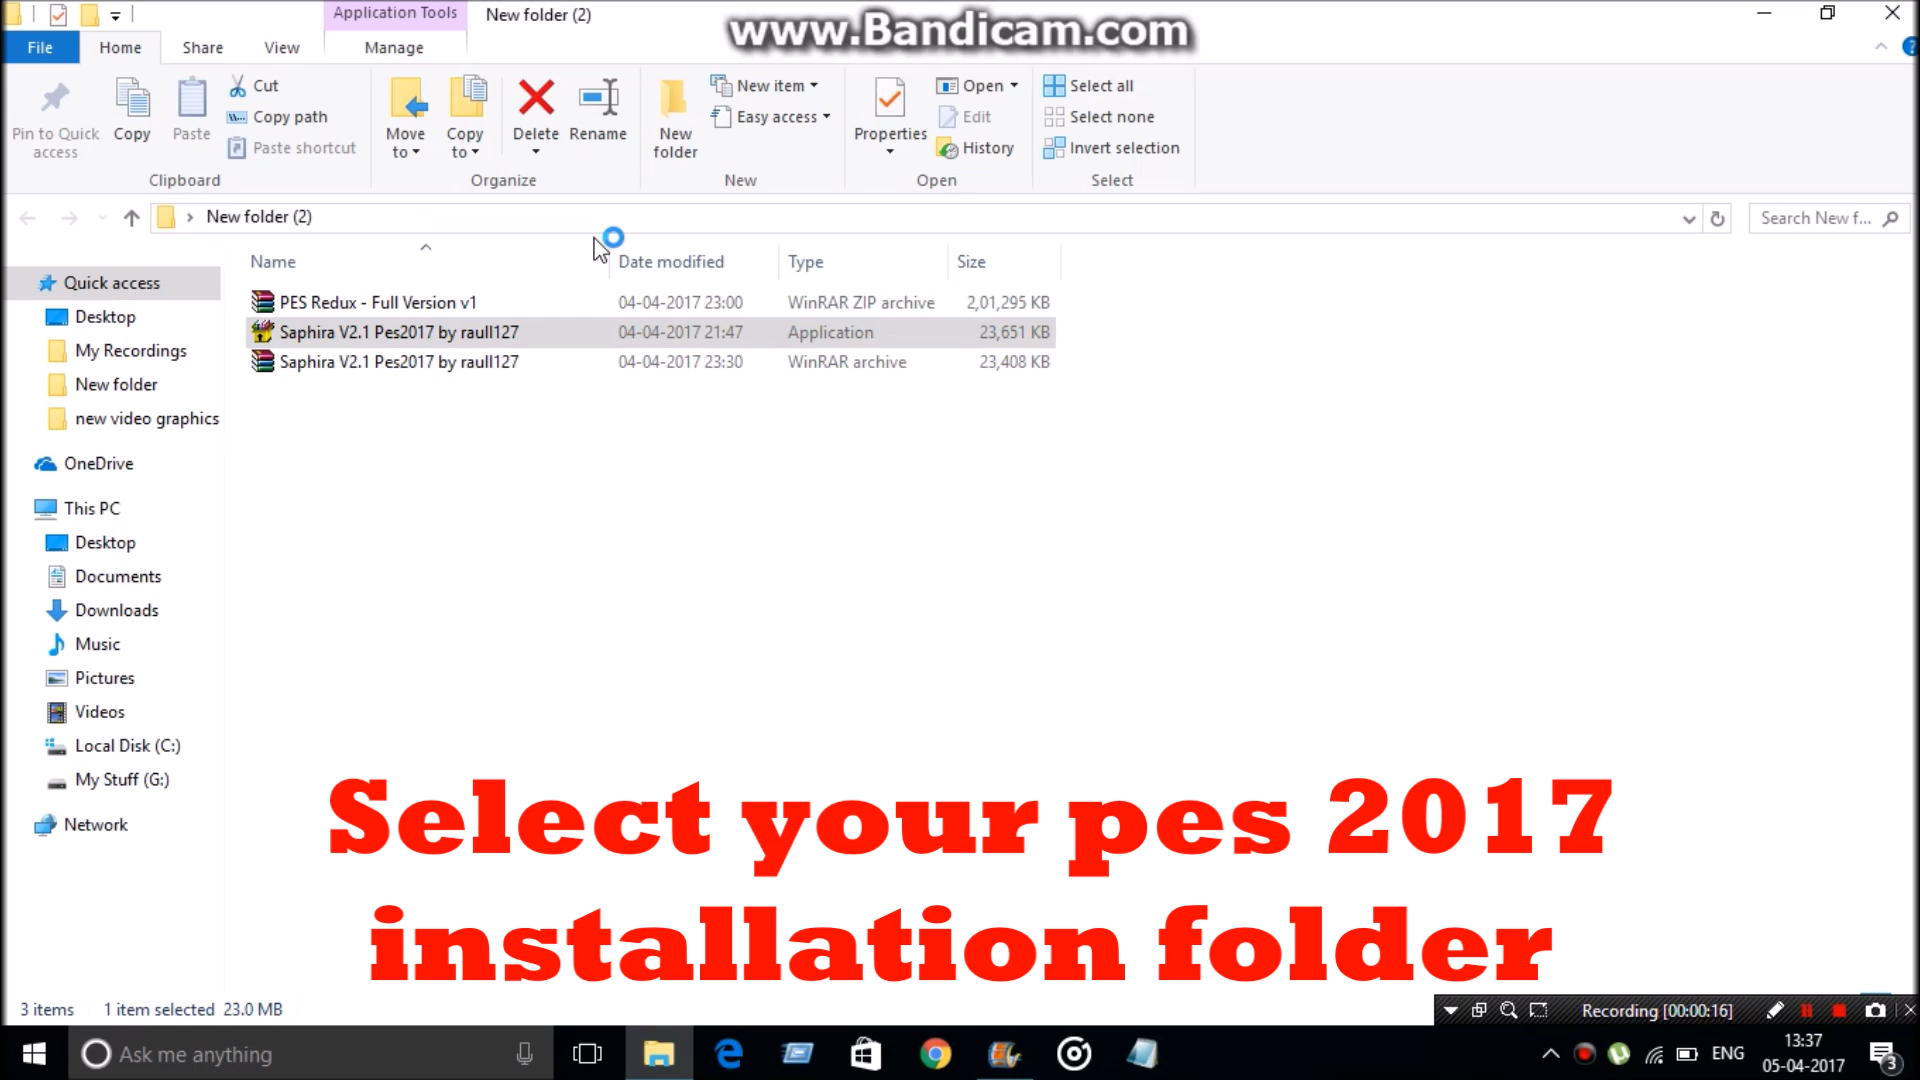 Application Tools
New folder (2)
www.Bandicam.com
File
Home
Share
View
Manage
Pin to Quick access
Copy
Paste
Cut
Copy path
Paste shortcut
Clipboard
Move to
Copy to
Delete
Rename
Organize
New folder
New item
Easy access
New
Properties
Open
Edit
History
Open
Select all
Select none
Invert selection
Select
New folder (2)
Search New f...
Name
Date modified
Type
Size
PES Redux - Full Version v1 04-04-2017 23:00 WinRAR ZIP archive 2,01,295 KB
Saphira V2.1 Pes2017 by raull127 04-04-2017 21:47 Application 23,651 KB
Saphira V2.1 Pes2017 by raull127 04-04-2017 23:30 WinRAR archive 23,408 KB
Quick access
Desktop
My Recordings
New folder
new video graphics
OneDrive
This PC
Desktop
Documents
Downloads
Music
Pictures
Videos
Local Disk (C:)
My Stuff (G:)
Network
Select your pes 2017
installation folder
3 items 1 item selected 23.0 MB
Recording [00:00:16]
Ask me anything
ENG
13:37
05-04-2017
3